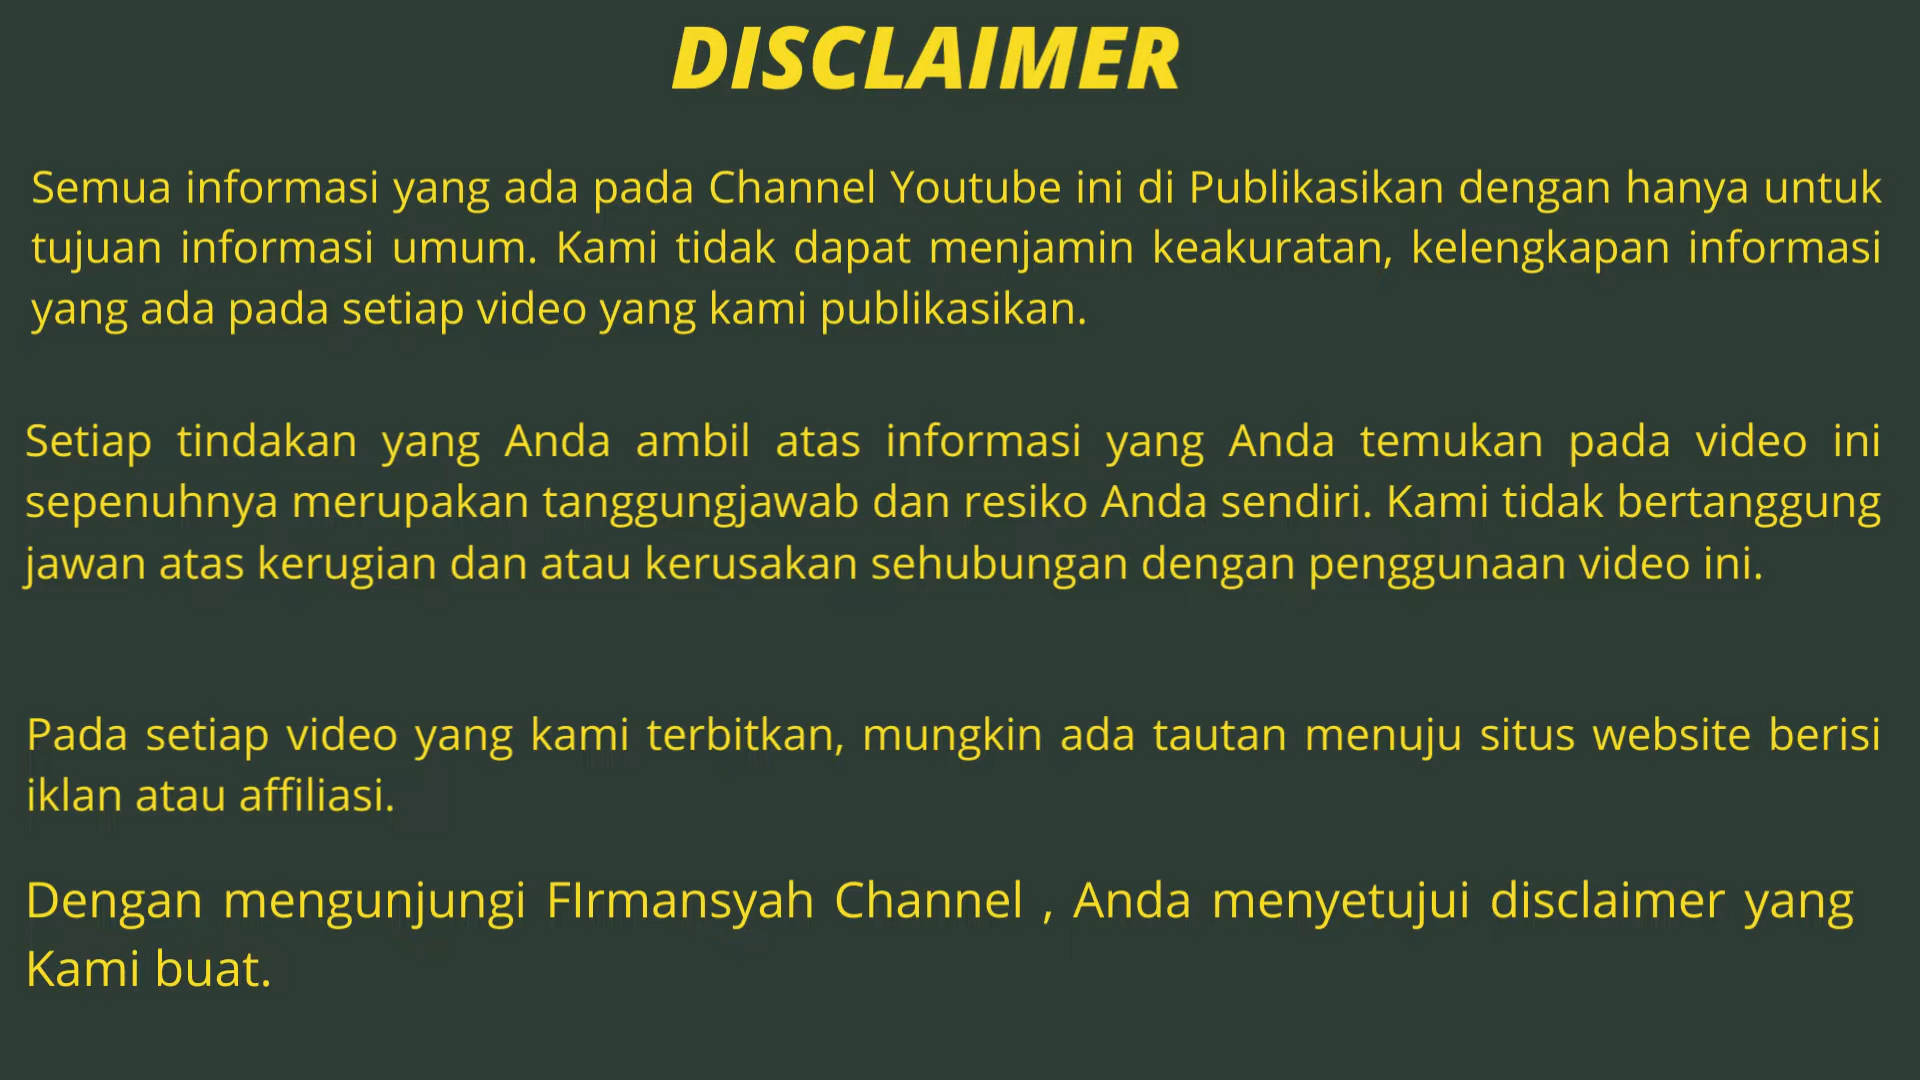 DISCLAIMER
Semua informasi yang ada pada Channel Youtube ini di Publikasikan dengan hanya untuk
tujuan informasi umum. Kami tidak dapat menjamin keakuratan, kelengkapan informasi
yang ada pada setiap video yang kami publikasikan.
Setiap tindakan yang Anda ambil atas informasi yang Anda temukan pada video ini
sepenuhnya merupakan tanggungjawab dan resiko Anda sendiri. Kami tidak bertanggung
jawan atas kerugian dan atau kerusakan sehubungan dengan penggunaan video ini.
Pada setiap video yang kami terbitkan, mungkin ada tautan menuju situs website berisi
iklan atau affiliasi.
Dengan mengunjungi FIrmansyah Channel , Anda menyetujui disclaimer yang
Kami buat.